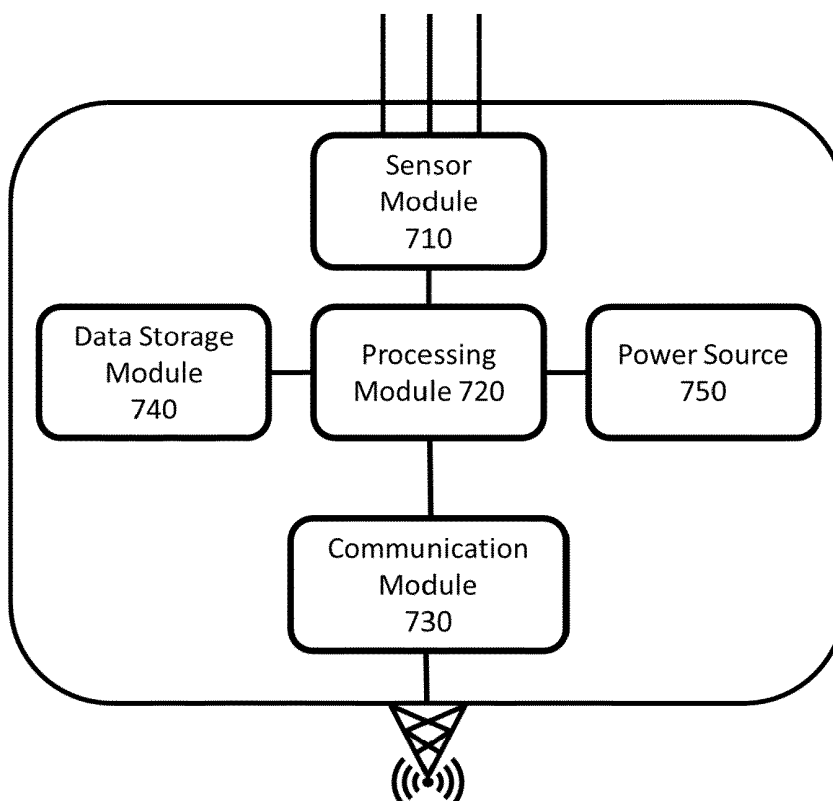 Sensor
Module
710
Data Storage
Module
740
Processing
Module 720
Power Source
750
Communication
Module
730